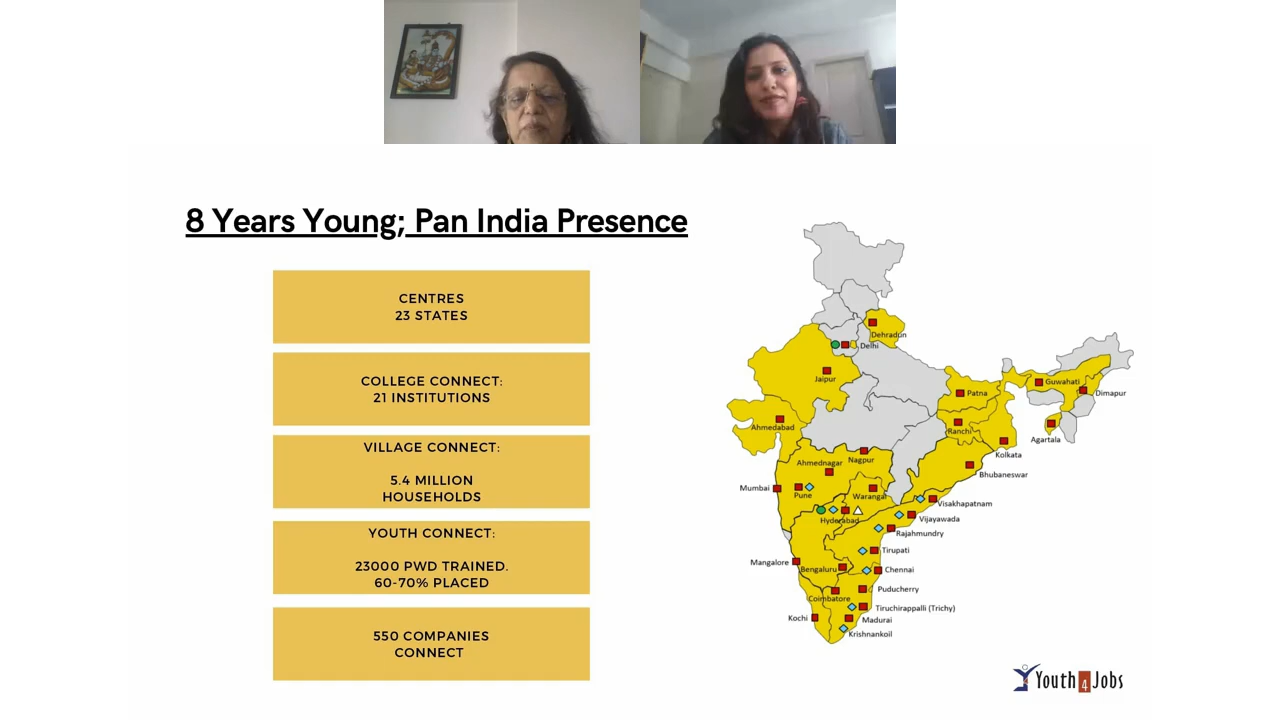 8 Years Young; Pan India Presence
CENTRES
23 STATES
COLLEGE CONNECT:
21 INSTITUTIONS
VILLAGE CONNECT:
5.4 MILLION
HOUSEHOLDS
YOUTH CONNECT:
23000 PWD TRAINED.
60-70% PLACED
550 COMPANIES
CONNECT
Dehradun
Delhi
Jaipur
Guwahati
Patna
Dimapur
Ahmedabad
Ranchi
Agartala
Kolkata
Nagpur
Ahmednagar
Bhubaneswar
Mumbai
Pune
Warangal
Visakhapatnam
Hyderabad
Vijayawada
Rajahmundry
Tirupati
Mangalore
Bengaluru
Chennai
Puducherry
Coimbatore
Tiruchirappalli (Trichy)
Kochi
Madurai
Krishnankoil
Youth4Jobs